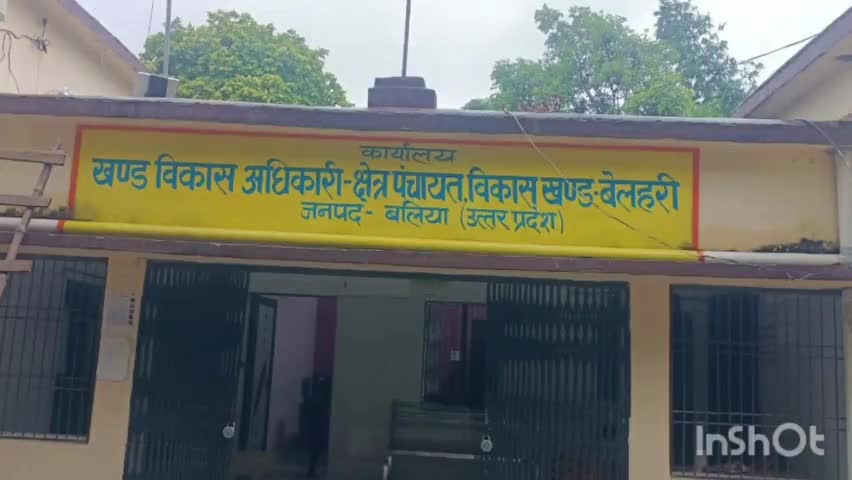 कार्यालय
खण्ड विकास अधिकारी-क्षेत्र पंचायत, विकास खण्ड-बेलहरी
जनपद- बलिया (उत्तर प्रदेश)
InShOt